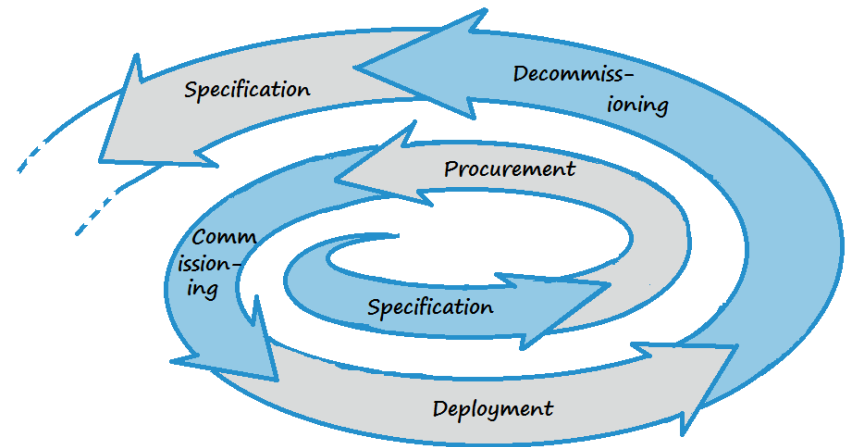 Specification
Decommiss-
ioning
Procurement
Comm
ission-
ing
Specification
Deployment